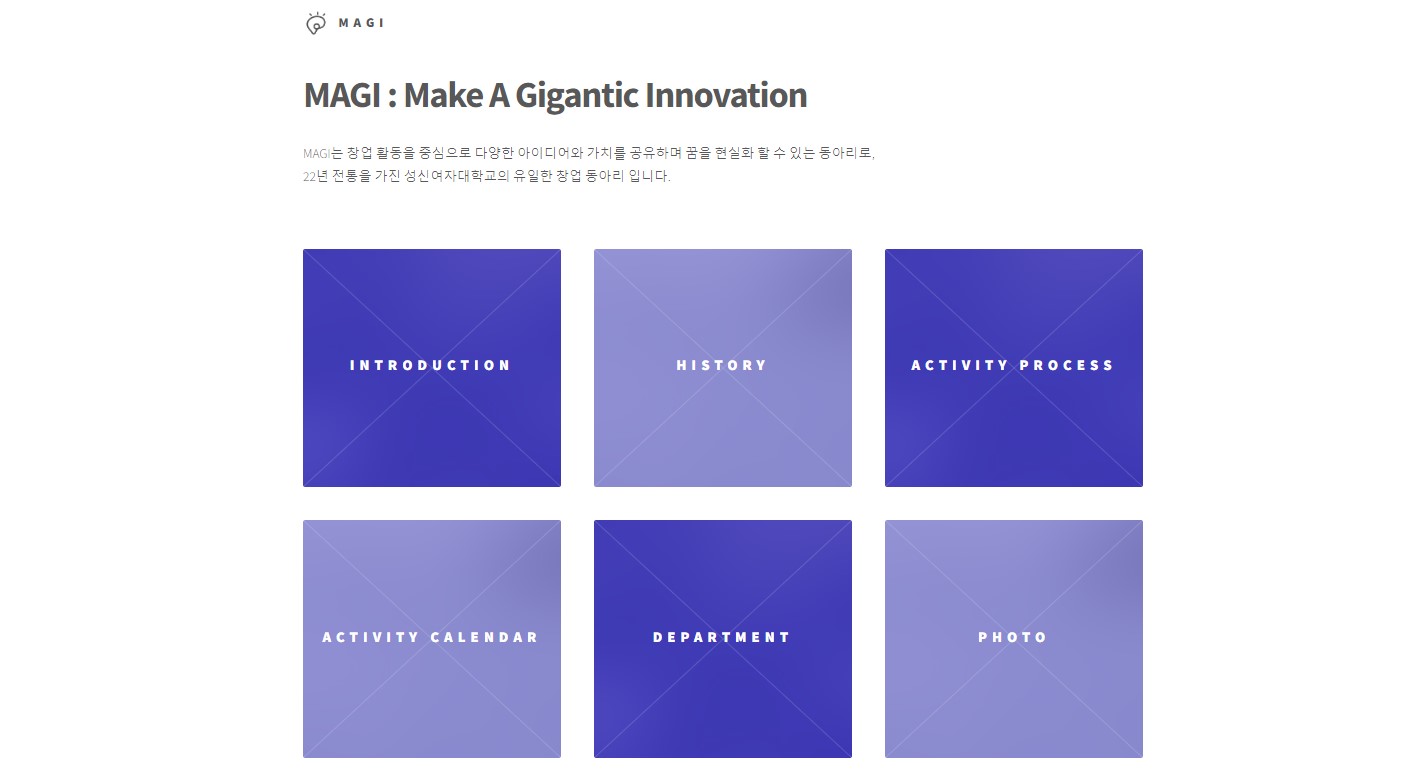 MAGI
MAGI : Make A Gigantic Innovation
MAGI는 창업 활동을 중심으로 다양한 아이디어와 가치를 공유하며 꿈을 현실화 할 수 있는 동아리로,
22년 전통을 가진 성신여자대학교의 유일한 창업 동아리 입니다.
INTRODUCTION
HISTORY
ACTIVITY PROCESS
ACTIVITY CALENDAR
DEPARTMENT
PHOTO